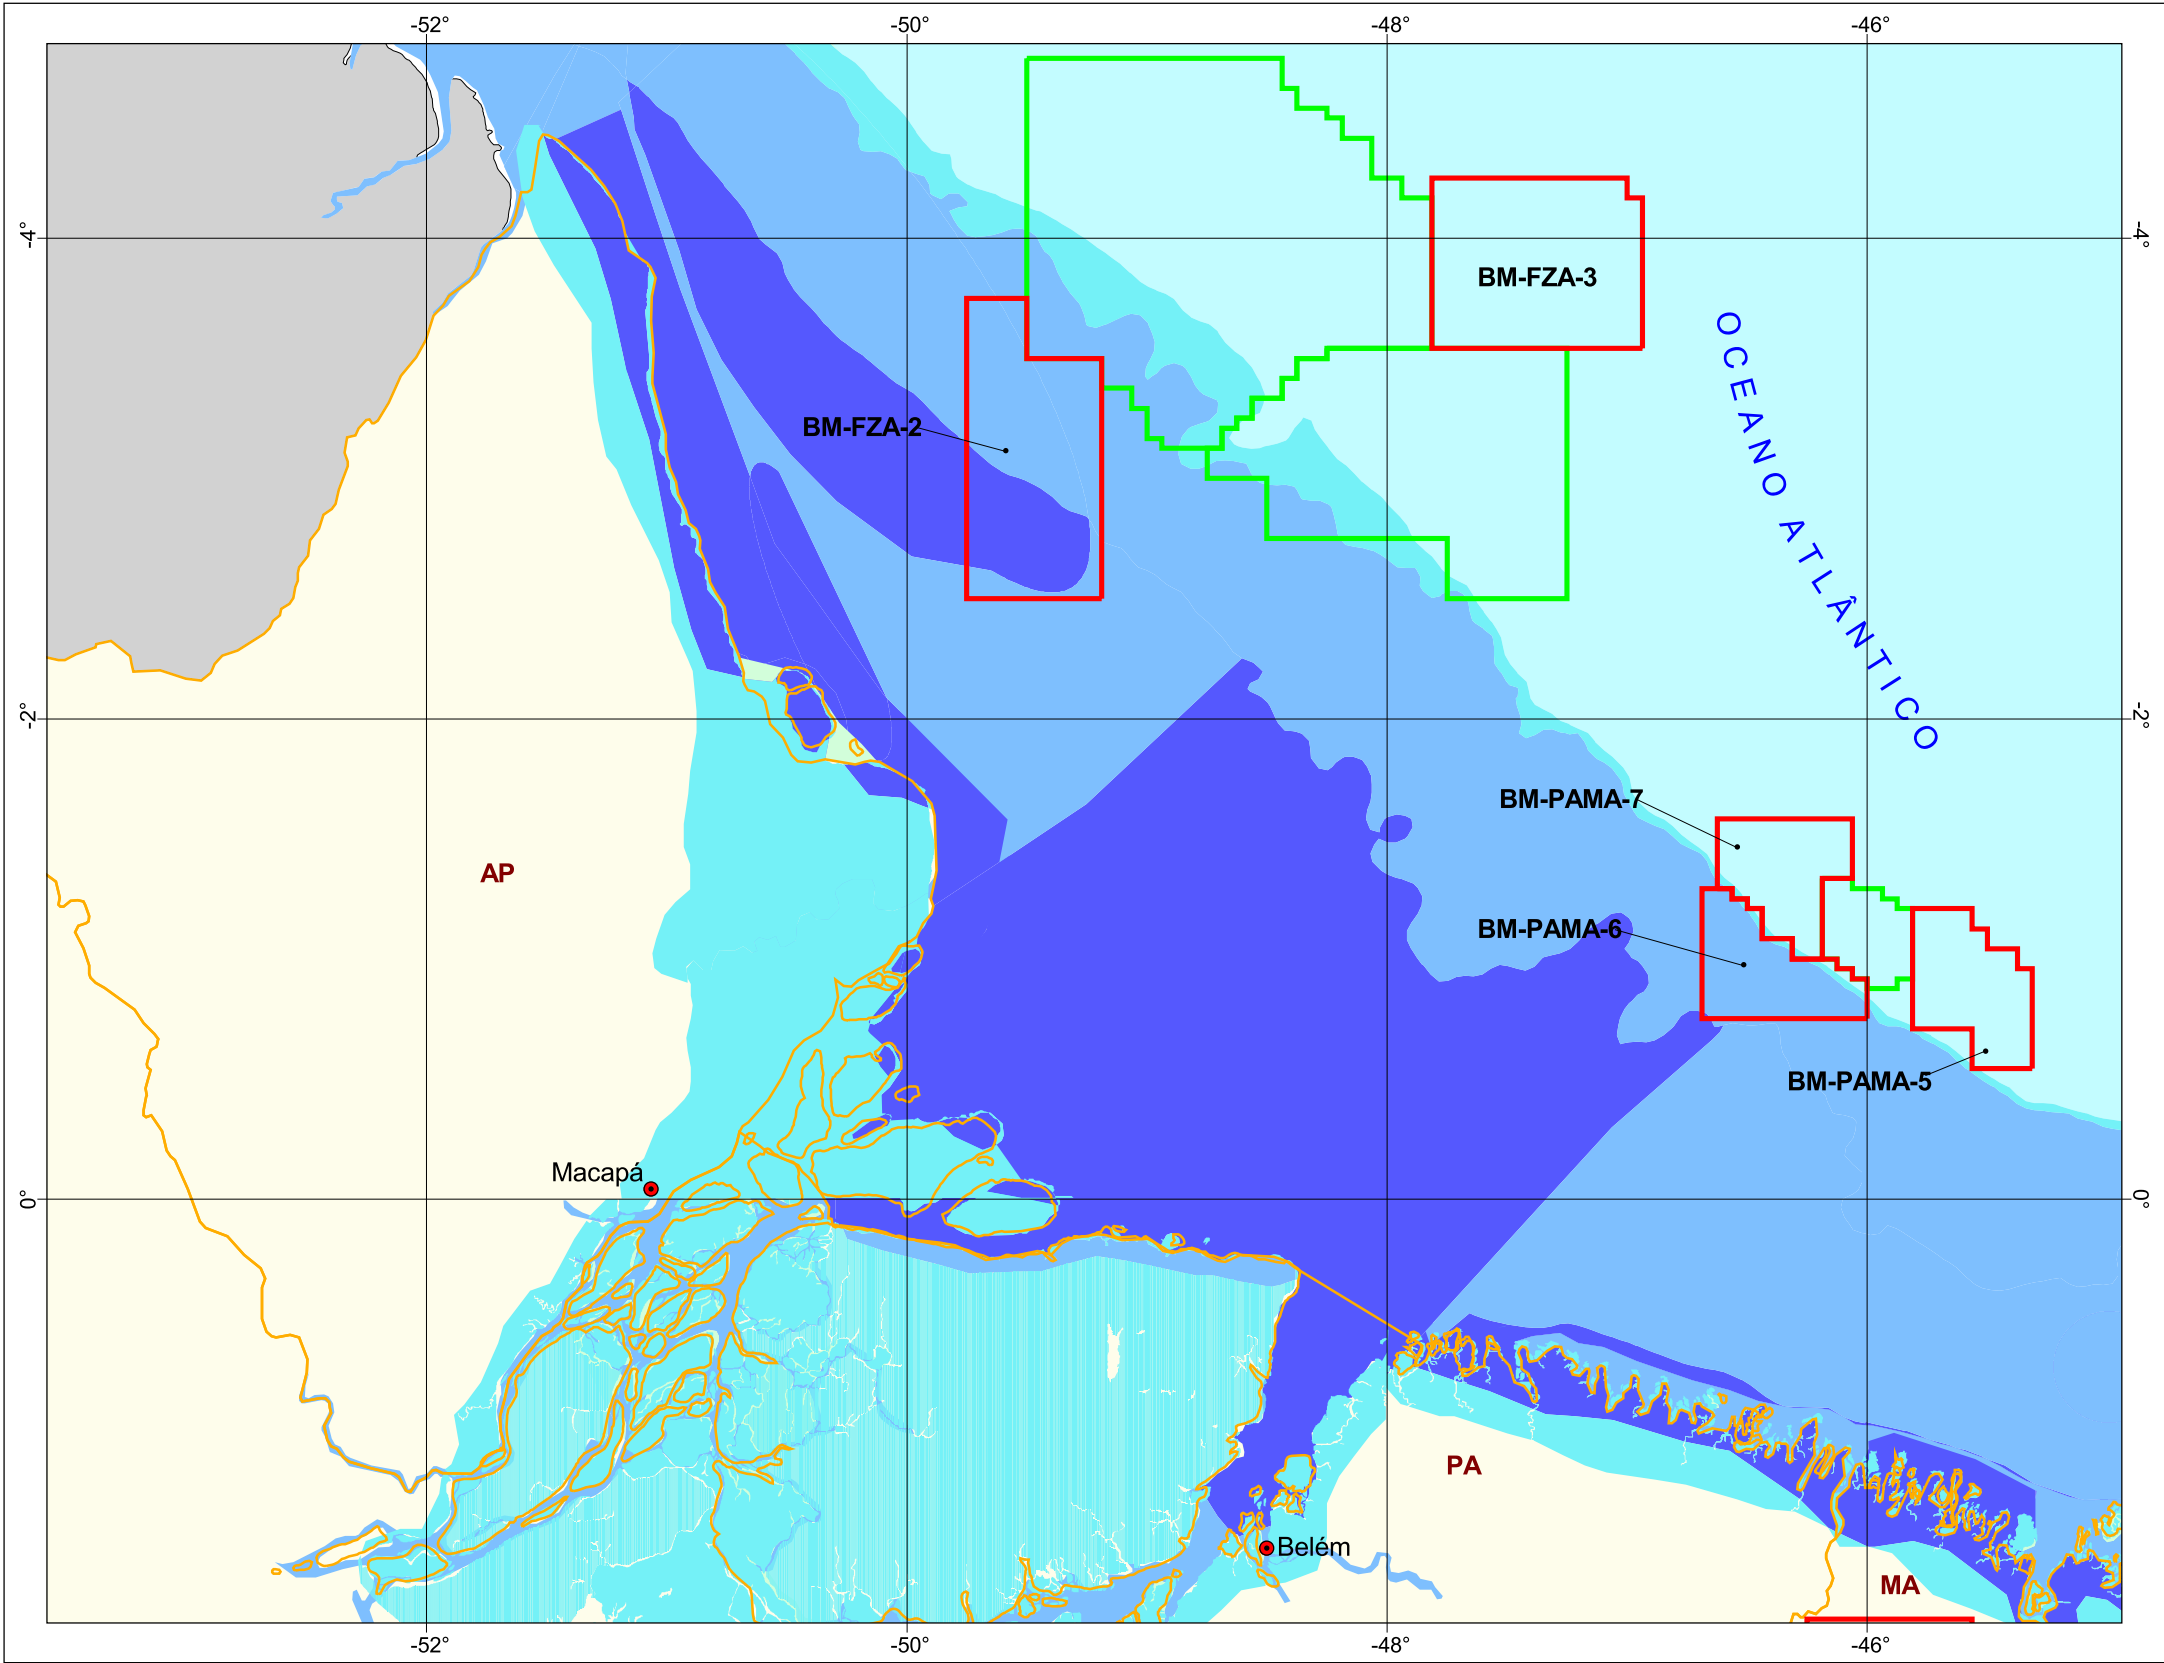 -52° -50° -48° -46°
-4° -4°
BM-FZA-3
OCEANO ATLÂNTICO
BM-FZA-2
-2° -2°
BM-PAMA-7
AP
BM-PAMA-6
BM-PAMA-5
Macapá
0° 0°
PA
Belém
MA
-52° -50° -48° -46°